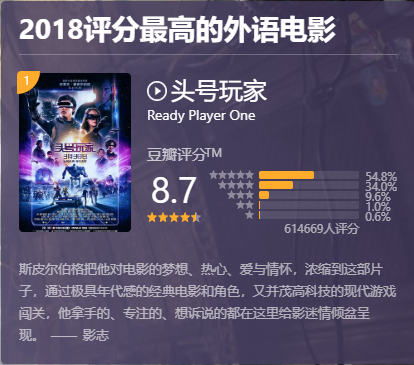 2018评分最高的外语电影
1
头号玩家
Ready Player One
豆瓣评分TM
8.7
54.8%
34.0%
9.6%
1.0%
0.6%
614669人评分
头号玩家
斯皮尔伯格把他对电影的梦想、热心、爱与情怀，浓缩到这部片
子，通过极具年代感的经典电影和角色，又并茂高科技的现代游戏
闯关，他拿手的、专注的、想诉说的都在这里给影迷情倾盆呈
现。 —— 影志